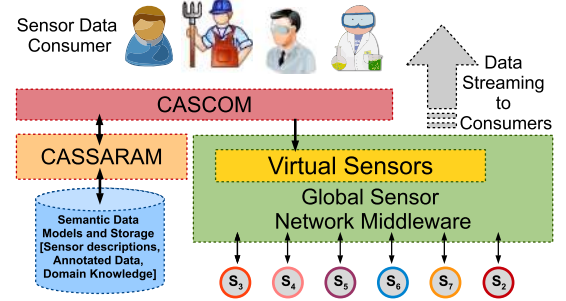 Sensor Data
Consumer
Data
Streaming
to
Consumers
CASCOM
CASSARAM
Virtual Sensors
Global Sensor
Network Middleware
Semantic Data
Models and Storage
[Sensor descriptions,
Annotated Data,
Domain Knowledge]
S3 S4 S5 S6 S7 S2